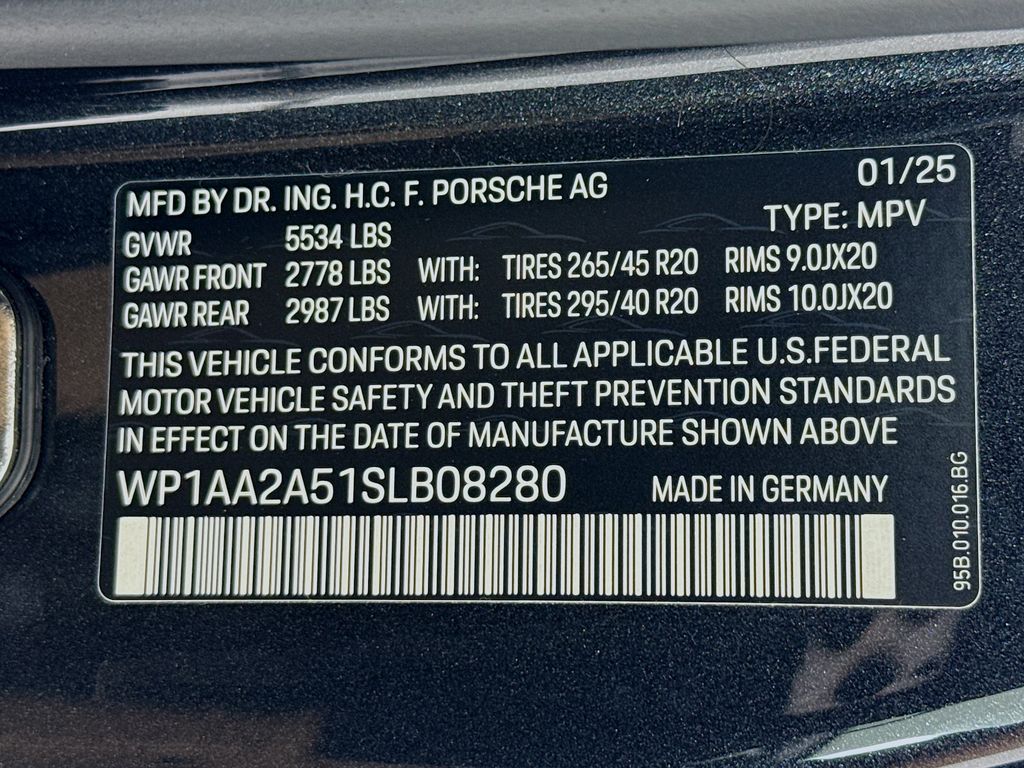 MFD BY DR. ING. H.C. F. PORSCHE AG 01/25
GVWR 5534 LBS TYPE: MPV
GAWR FRONT 2778 LBS WITH: TIRES 265/45 R20 RIMS 9.0JX20
GAWR REAR 2987 LBS WITH: TIRES 295/40 R20 RIMS 10.0JX20
THIS VEHICLE CONFORMS TO ALL APPLICABLE U.S.FEDERAL
MOTOR VEHICLE SAFETY AND THEFT PREVENTION STANDARDS
IN EFFECT ON THE DATE OF MANUFACTURE SHOWN ABOVE
WP1AA2A51SLB08280 MADE IN GERMANY
95B.010.016.BG